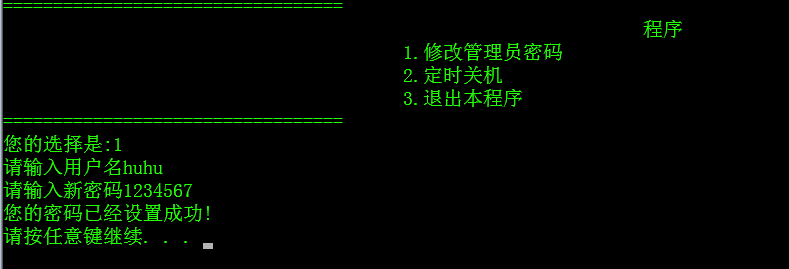 ==================================
程序
1.修改管理员密码
2.定时关机
3.退出本程序
==================================
您的选择是:1
请输入用户名huhu
请输入新密码1234567
您的密码已经设置成功!
请按任意键继续. . .